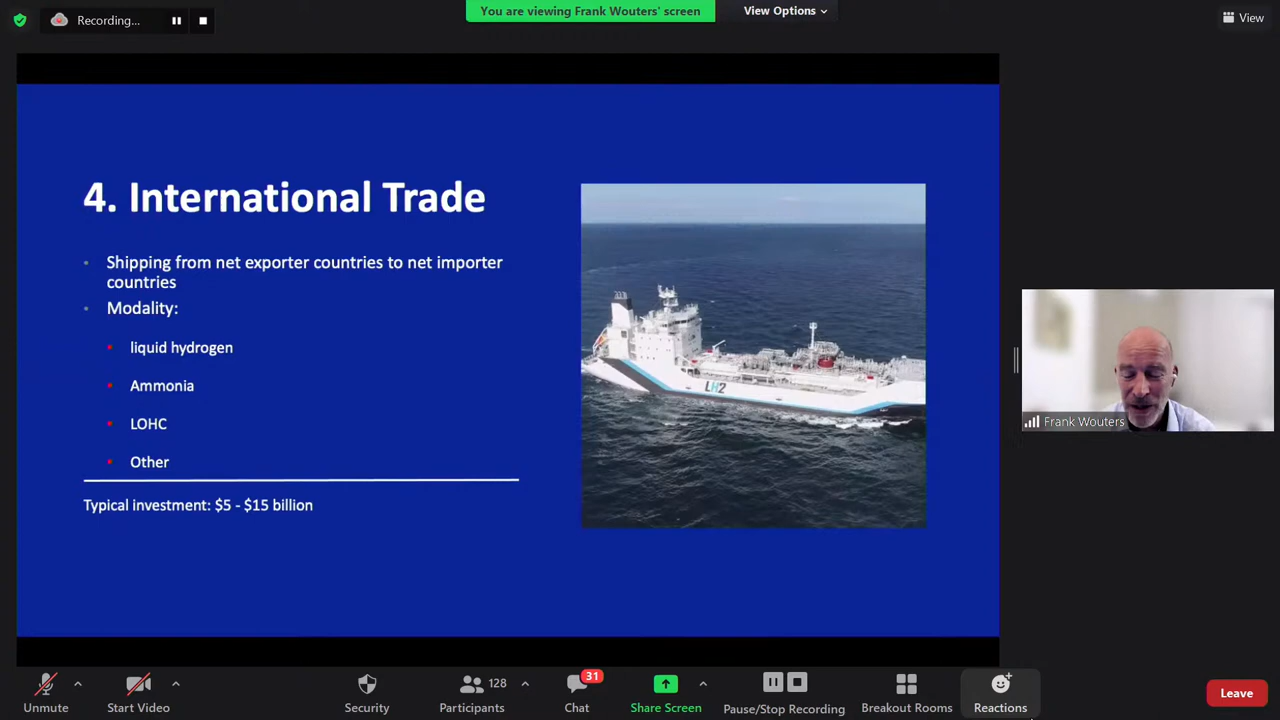 Recording...
You are viewing Frank Wouters' screen
View Options
View
4. International Trade
Shipping from net exporter countries to net importer
countries
Modality:
liquid hydrogen
Ammonia
LOHC
Other
Typical investment: $5 - $15 billion
LH2
Frank Wouters
Unmute
Start Video
Security
128
Participants
31
Chat
Share Screen
Pause/Stop Recording
Breakout Rooms
Reactions
Leave